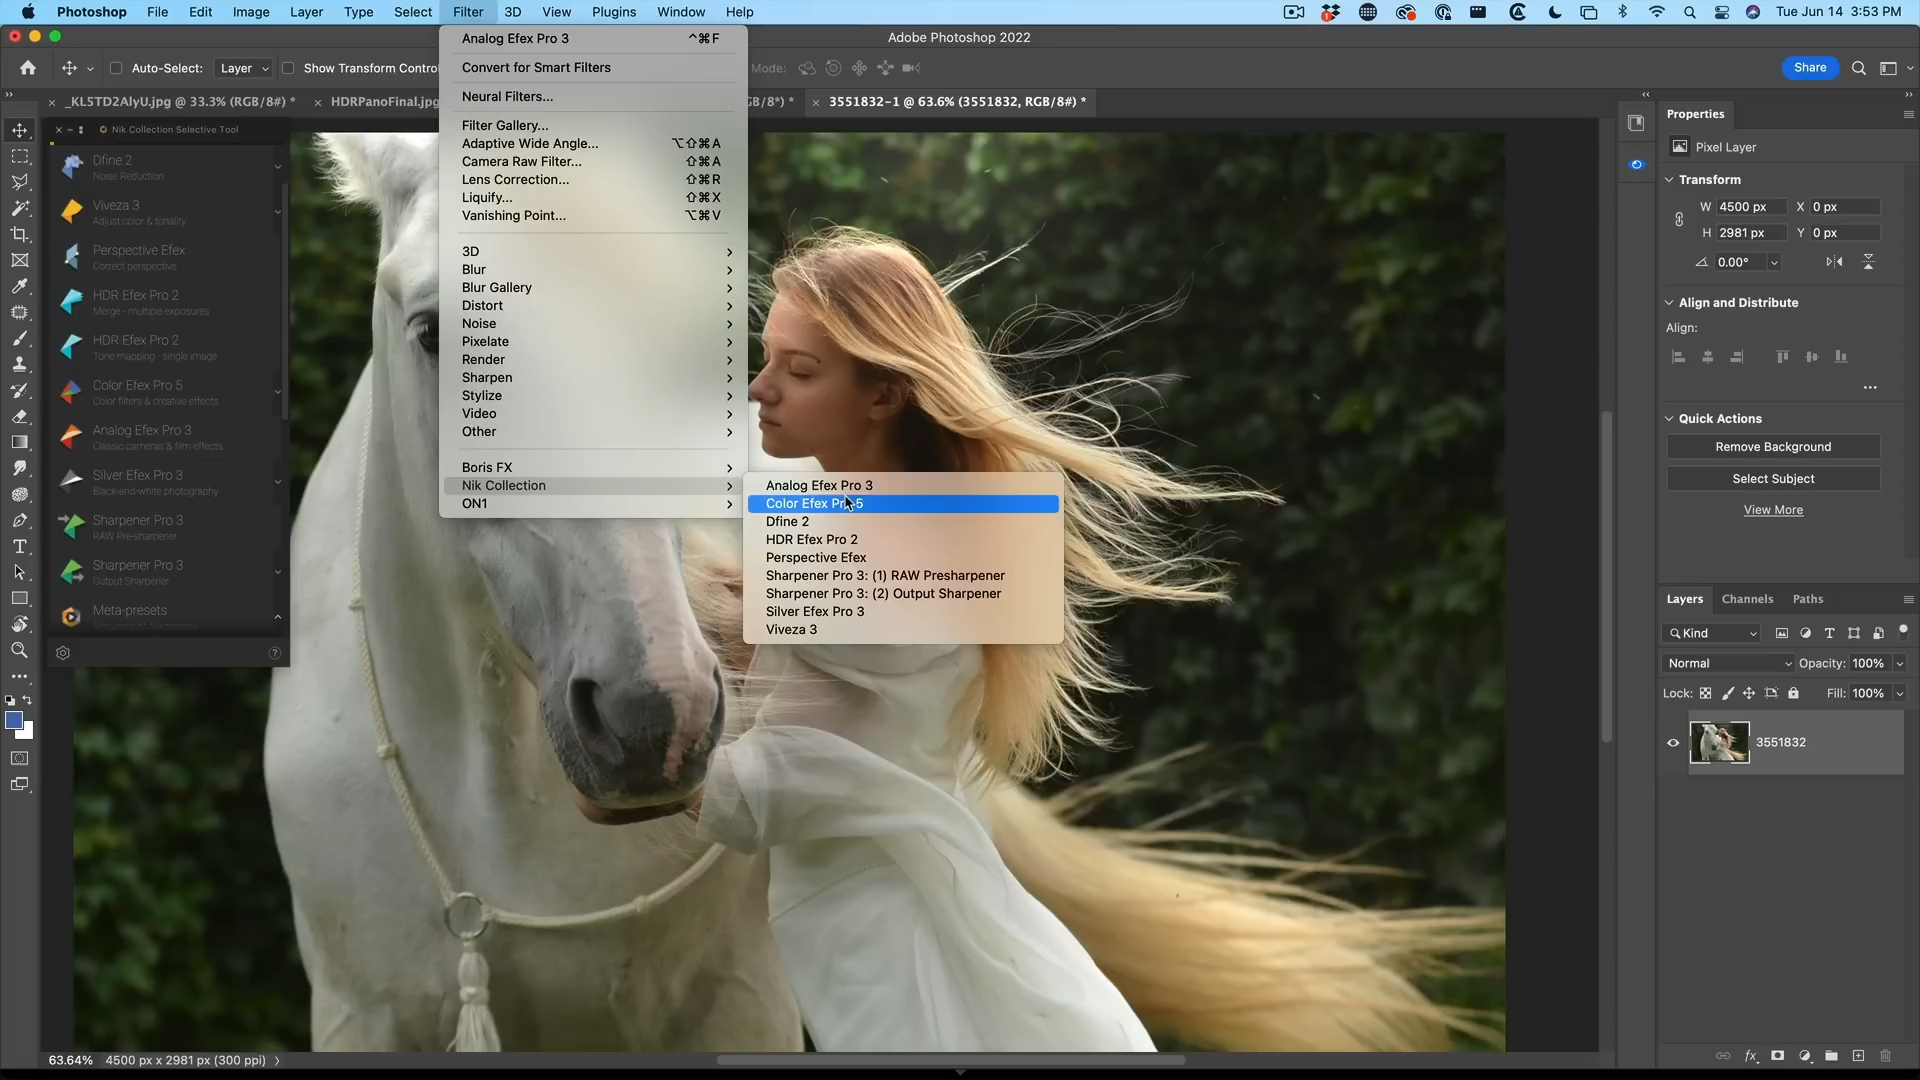 Photoshop File Edit Image Layer Type Select Filter 3D View Plugins Window Help Tue Jun 14 3:53 PM
Adobe Photoshop 2022
Auto-Select: Layer Show Transform Contro Mode: Share
_KL5TD2AlyU.jpg @ 33.3% (RGB/8#) * HDRPanoFinal.jpg B/8*) * 3551832-1 @ 63.6% (3551832, RGB/8#) *
Nik Collection Selective Tool
Dfine 2
Noise Reduction
Viveza 3
Adjust color & tonality
Perspective Efex
Correct perspective
HDR Efex Pro 2
Merge - multiple exposures
HDR Efex Pro 2
Tone mapping - single image
Color Efex Pro 5
Color filters & creative effects
Analog Efex Pro 3
Classic cameras & film effects
Silver Efex Pro 3
Black-and-white photography
Sharpener Pro 3
RAW Pre-sharpener
Sharpener Pro 3
Output Sharpener
Meta-presets
Analog Efex Pro 3 ^⌘F
Convert for Smart Filters
Neural Filters...
Filter Gallery...
Adaptive Wide Angle... ⌥⇧⌘A
Camera Raw Filter... ⇧⌘A
Lens Correction... ⇧⌘R
Liquify... ⇧⌘X
Vanishing Point... ⌥⌘V
3D
Blur
Blur Gallery
Distort
Noise
Pixelate
Render
Sharpen
Stylize
Video
Other
Boris FX
Nik Collection
ON1
Analog Efex Pro 3
Color Efex Pro 5
Dfine 2
HDR Efex Pro 2
Perspective Efex
Sharpener Pro 3: (1) RAW Presharpener
Sharpener Pro 3: (2) Output Sharpener
Silver Efex Pro 3
Viveza 3
Properties
Pixel Layer
Transform
W 4500 px X 0 px
H 2981 px Y 0 px
0.00°
Align and Distribute
Align:
Quick Actions
Remove Background
Select Subject
View More
Layers Channels Paths
Kind
Normal Opacity: 100%
Lock: Fill: 100%
3551832
63.64% 4500 px x 2981 px (300 ppi)